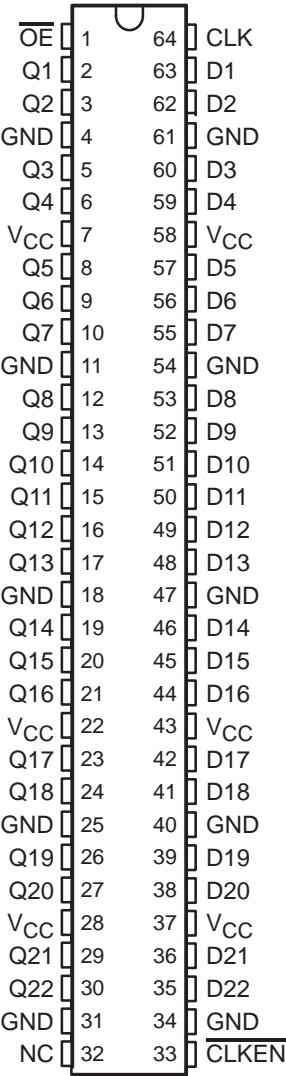 O̅E̅ 1 64 CLK
Q1 2 63 D1
Q2 3 62 D2
GND 4 61 GND
Q3 5 60 D3
Q4 6 59 D4
VCC 7 58 VCC
Q5 8 57 D5
Q6 9 56 D6
Q7 10 55 D7
GND 11 54 GND
Q8 12 53 D8
Q9 13 52 D9
Q10 14 51 D10
Q11 15 50 D11
Q12 16 49 D12
Q13 17 48 D13
GND 18 47 GND
Q14 19 46 D14
Q15 20 45 D15
Q16 21 44 D16
VCC 22 43 VCC
Q17 23 42 D17
Q18 24 41 D18
GND 25 40 GND
Q19 26 39 D19
Q20 27 38 D20
VCC 28 37 VCC
Q21 29 36 D21
Q22 30 35 D22
GND 31 34 GND
NC 32 33 C̅L̅K̅E̅N̅